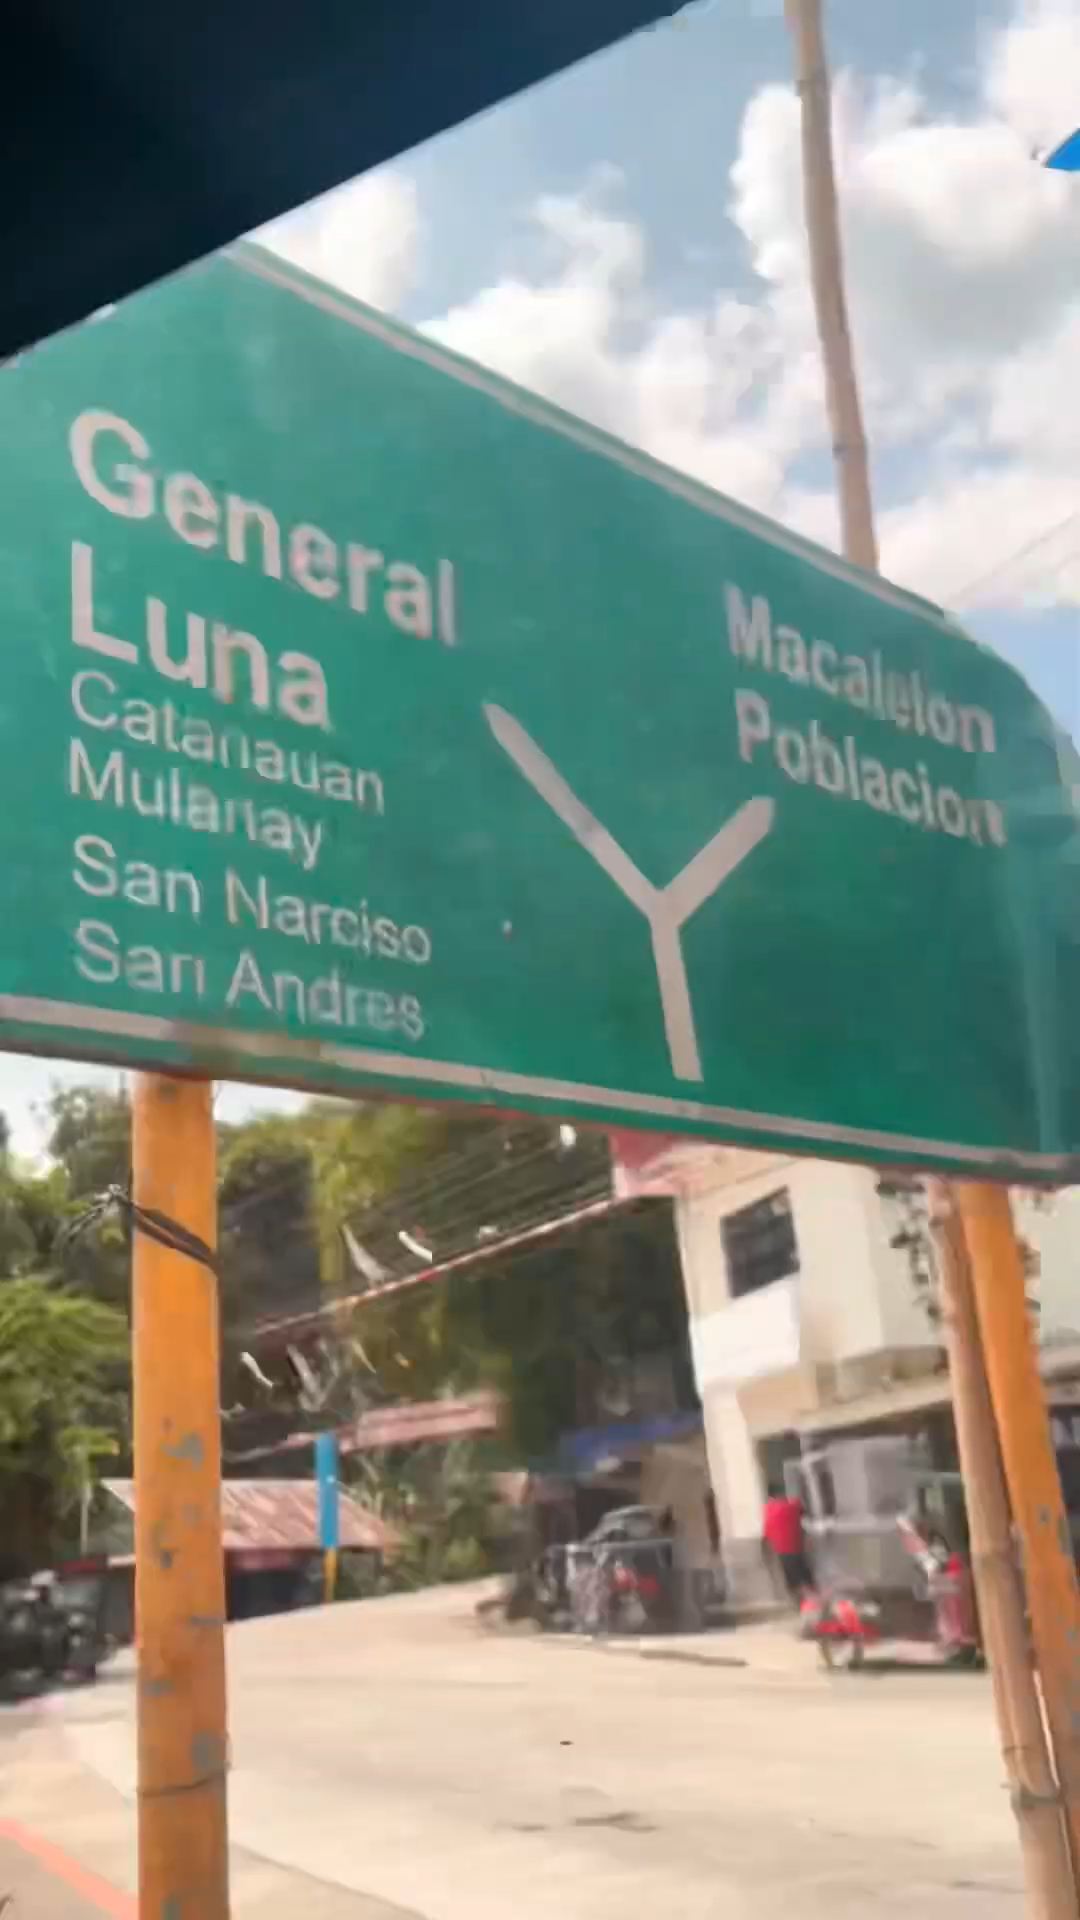 General
Luna
Catanauan
Mulanay
San Narciso
San Andres
Macalelon
Poblacion